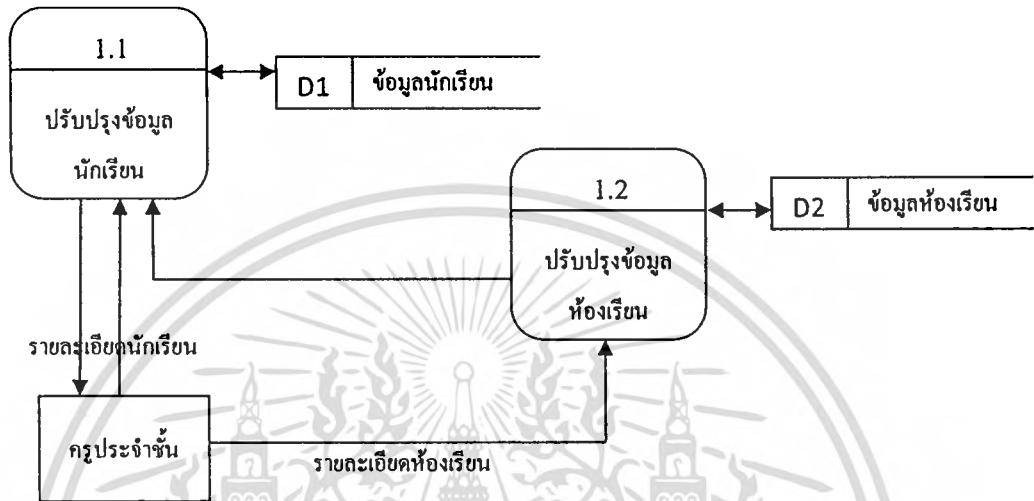 1.1
ปรับปรุงข้อมูล
นักเรียน
D1 ข้อมูลนักเรียน
1.2
ปรับปรุงข้อมูล
ห้องเรียน
D2 ข้อมูลห้องเรียน
รายละเอียดนักเรียน
ครูประจำชั้น
รายละเอียดห้องเรียน